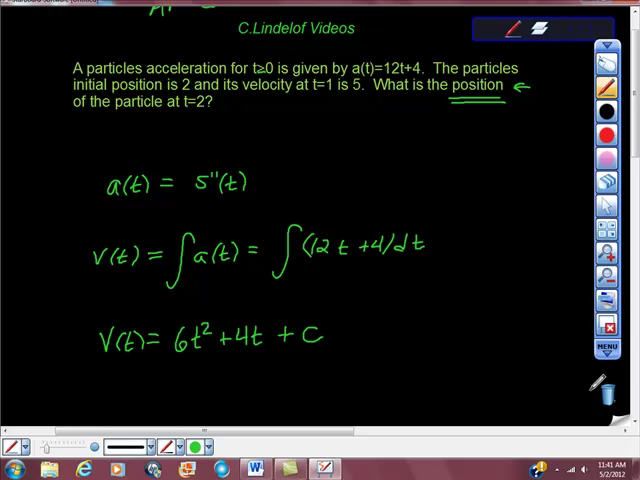 C.Lindelof Videos
A particles acceleration for t≥0 is given by a(t)=12t+4. The particles
initial position is 2 and its velocity at t=1 is 5. What is the position
of the particle at t=2?
a(t) = s"(t)
v(t) = ∫ a(t) = ∫ (12t + 4) dt
v(t) = 6t² + 4t + C
MENU
11:41 AM
5/2/2012